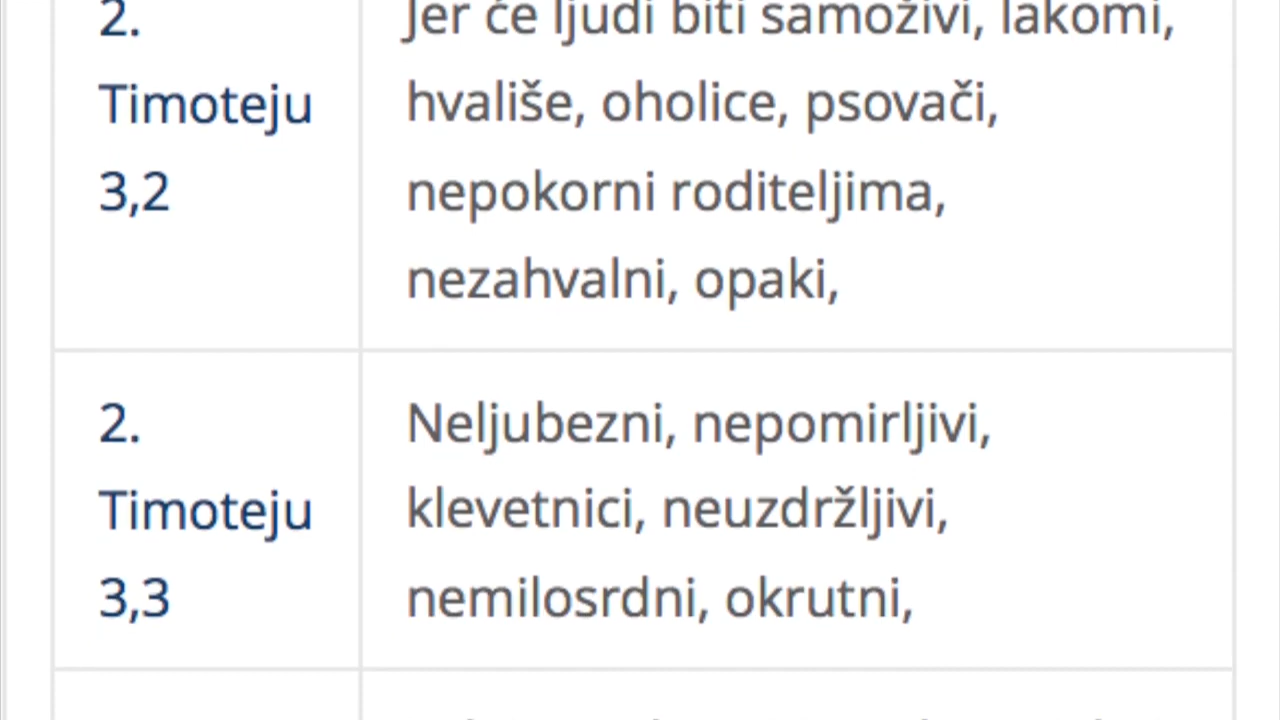 2.
Timoteju
3,2
Jer će ljudi biti samoživi, lakomi,
hvališe, oholice, psovači,
nepokorni roditeljima,
nezahvalni, opaki,
2.
Timoteju
3,3
Neljubezni, nepomirljivi,
klevetnici, neuzdržljivi,
nemilosrdni, okrutni,